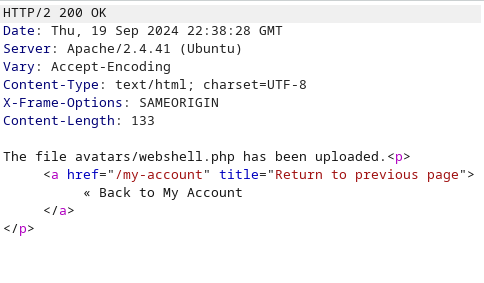 HTTP/2 200 OK
Date: Thu, 19 Sep 2024 22:38:28 GMT
Server: Apache/2.4.41 (Ubuntu)
Vary: Accept-Encoding
Content-Type: text/html; charset=UTF-8
X-Frame-Options: SAMEORIGIN
Content-Length: 133

The file avatars/webshell.php has been uploaded.<p>
<a href="/my-account" title="Return to previous page">
« Back to My Account
</a>
</p>